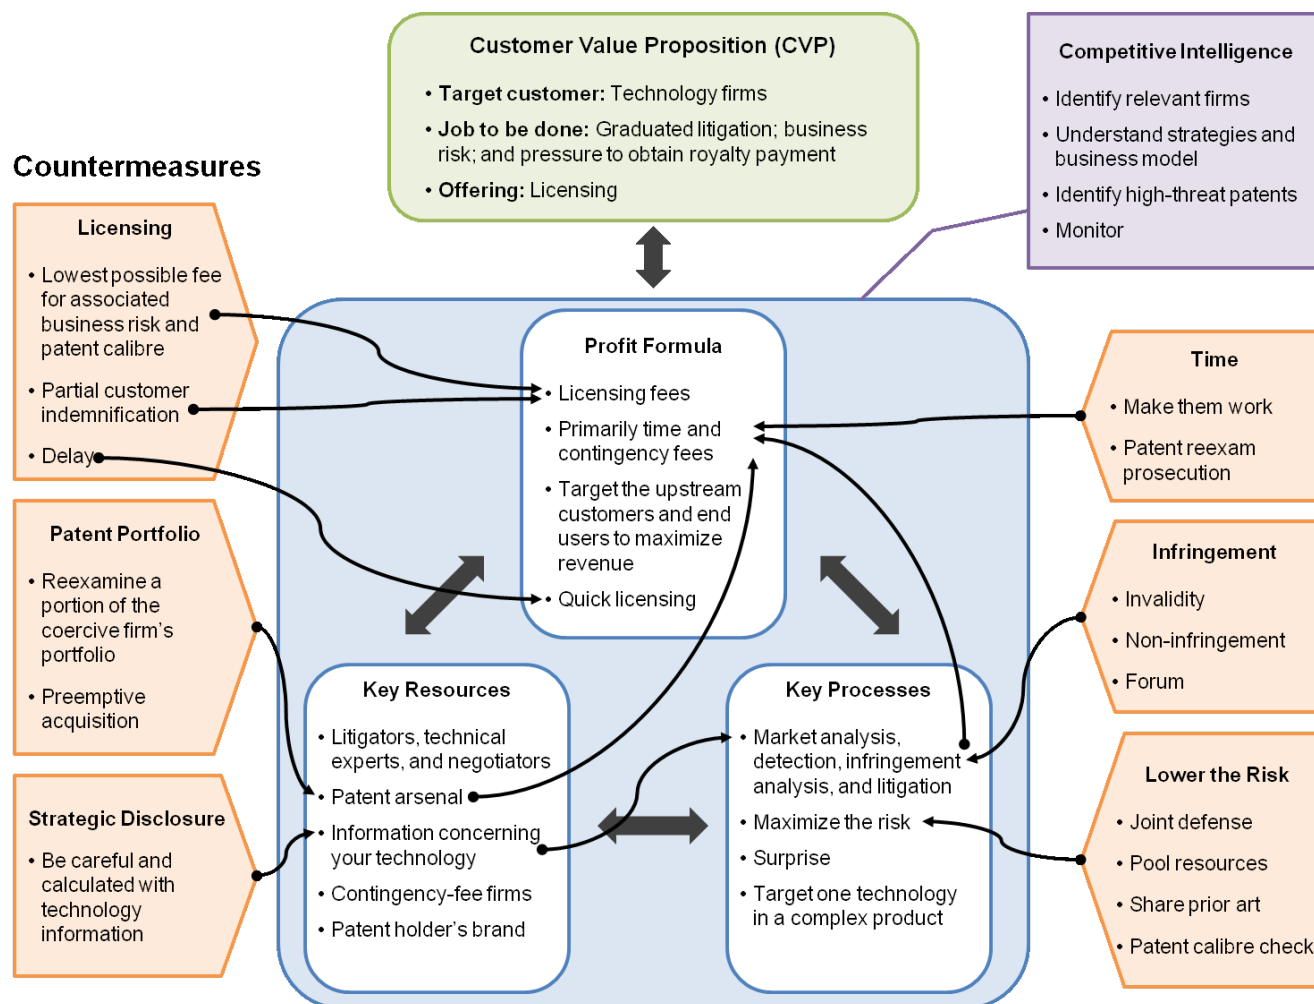 Customer Value Proposition (CVP)
• Target customer: Technology firms
• Job to be done: Graduated litigation; business
risk; and pressure to obtain royalty payment
• Offering: Licensing
Competitive Intelligence
• Identify relevant firms
• Understand strategies and
business model
• Identify high-threat patents
• Monitor
Countermeasures
Licensing
• Lowest possible fee
for associated
business risk and
patent calibre
• Partial customer
indemnification
• Delay
Patent Portfolio
• Reexamine a
portion of the
coercive firm's
portfolio
• Preemptive
acquisition
Strategic Disclosure
• Be careful and
calculated with
technology
information
Profit Formula
• Licensing fees
• Primarily time and
contingency fees
• Target the upstream
customers and end
users to maximize
revenue
• Quick licensing
Key Resources
• Litigators, technical
experts, and negotiators
• Patent arsenal
• Information concerning
your technology
• Contingency-fee firms
• Patent holder's brand
Key Processes
• Market analysis,
detection, infringement
analysis, and litigation
• Maximize the risk
• Surprise
• Target one technology
in a complex product
Time
• Make them work
• Patent reexam
prosecution
Infringement
• Invalidity
• Non-infringement
• Forum
Lower the Risk
• Joint defense
• Pool resources
• Share prior art
• Patent calibre check